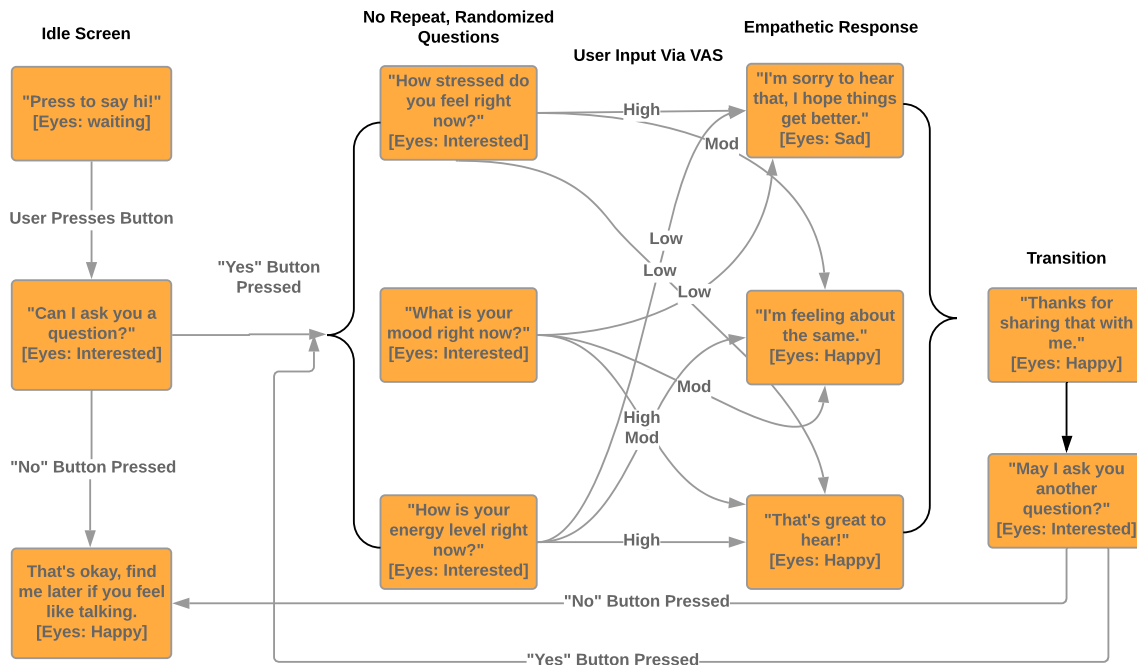 Idle Screen
"Press to say hi!"
[Eyes: waiting]
User Presses Button
"Can I ask you a
question?"
[Eyes: Interested]
"No" Button Pressed
That's okay, find
me later if you feel
like talking.
[Eyes: Happy]
"Yes" Button
Pressed
No Repeat, Randomized
Questions
"How stressed do
you feel right
now?"
[Eyes: Interested]
"What is your
mood right now?"
[Eyes: Interested]
"How is your
energy level right
now?"
[Eyes: Interested]
User Input Via VAS
High
Mod
Low
Low
Low
Mod
High
Mod
High
Empathetic Response
"I'm sorry to hear
that, I hope things
get better."
[Eyes: Sad]
"I'm feeling about
the same."
[Eyes: Happy]
"That's great to
hear!"
[Eyes: Happy]
Transition
"Thanks for
sharing that with
me."
[Eyes: Happy]
"May I ask you
another
question?"
[Eyes: Interested]
"No" Button Pressed
"Yes" Button Pressed